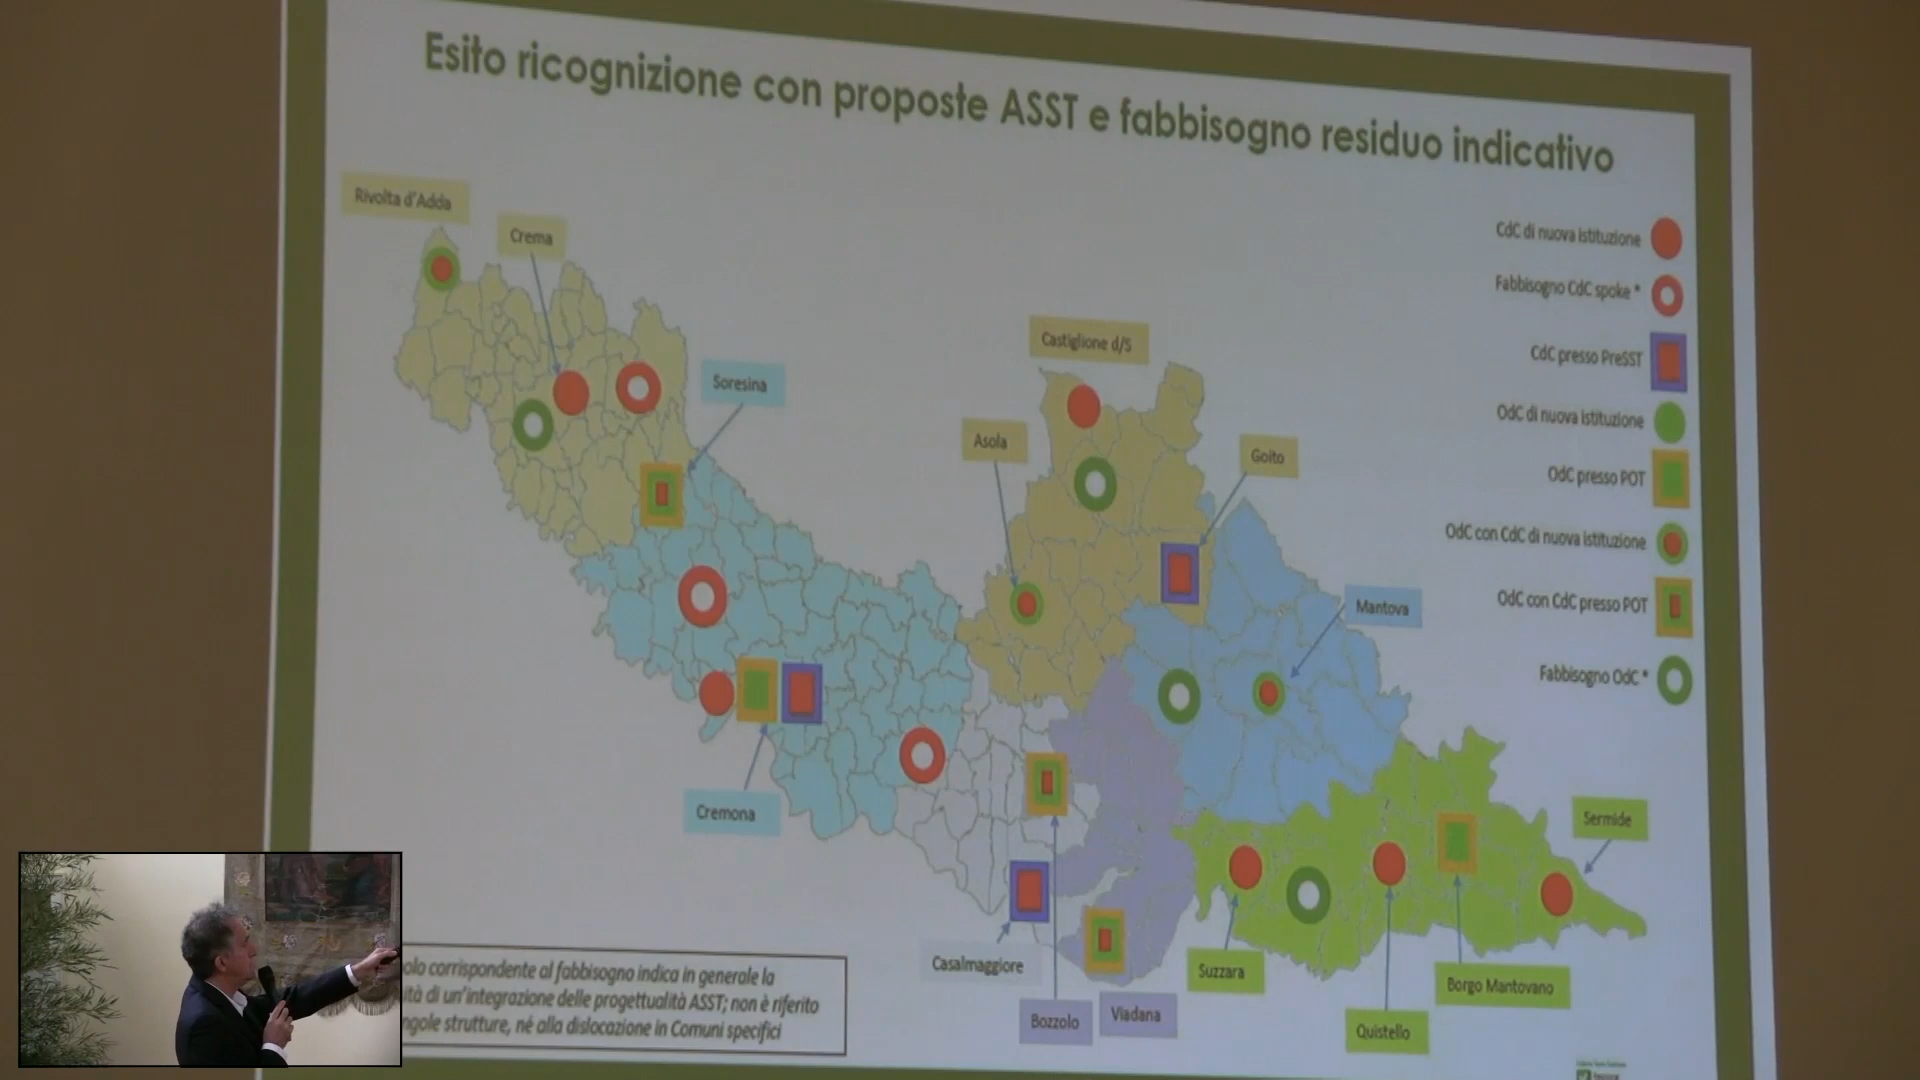 Esito ricognizione con proposte ASST e fabbisogno residuo indicativo
Rivolta d'Adda
Crema
Soresina
Castiglione d/S
Asola
Goito
Mantova
Cremona
Casalmaggiore
Bozzolo
Viadana
Suzzara
Quistello
Borgo Mantovano
Sermide
CdC di nuova istituzione
Fabbisogno CdC spoke *
CdC presso PreSST
OdC di nuova istituzione
OdC presso POT
OdC con CdC di nuova istituzione
OdC con CdC presso POT
Fabbisogno OdC *
corrispondente al fabbisogno indica in generale la
di un'integrazione delle progettualità ASST; non è riferito
strutture, né alla dislocazione in Comuni specifici